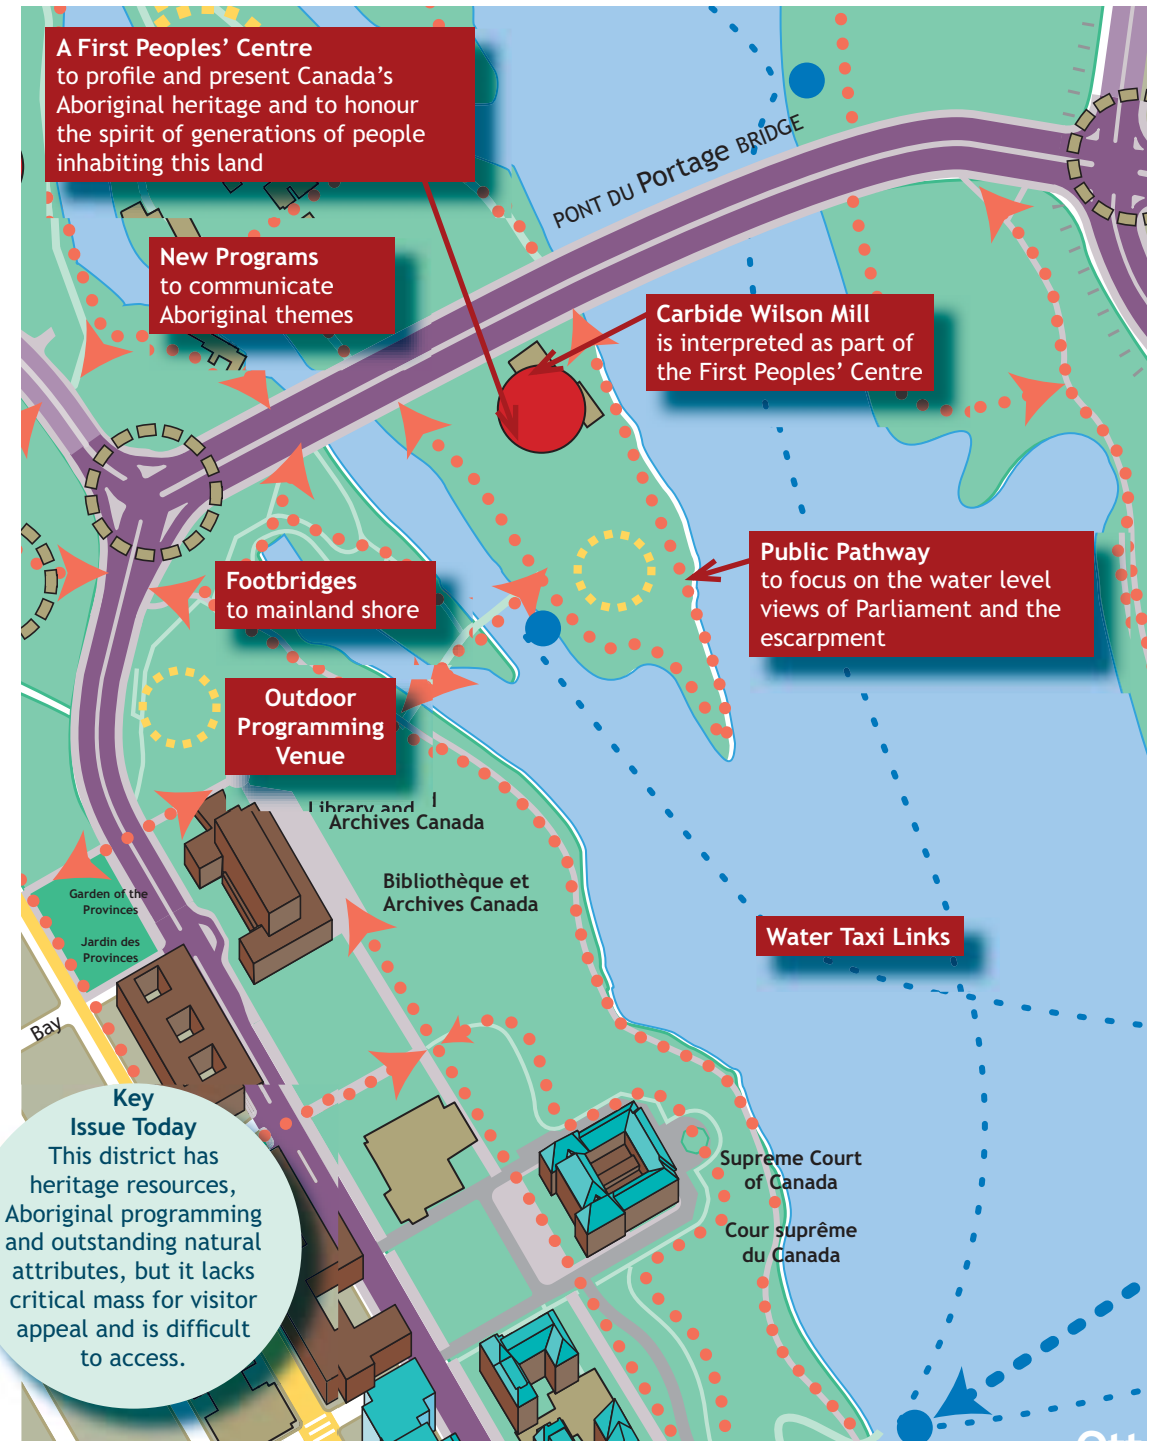 A First Peoples’ Centre
to profile and present Canada’s
Aboriginal heritage and to honour
the spirit of generations of people
inhabiting this land
PONT DU Portage BRIDGE
New Programs
to communicate
Aboriginal themes
Carbide Wilson Mill
is interpreted as part of
the First Peoples’ Centre
Public Pathway
to focus on the water level
views of Parliament and the
escarpment
Footbridges
to mainland shore
Outdoor
Programming
Venue
Library and
Archives Canada
Bibliothèque et
Archives Canada
Garden of the
Provinces
Jardin des
Provinces
Water Taxi Links
Bay
Key
Issue Today
This district has
heritage resources,
Aboriginal programming
and outstanding natural
attributes, but it lacks
critical mass for visitor
appeal and is difficult
to access.
Supreme Court
of Canada
Cour suprême
du Canada